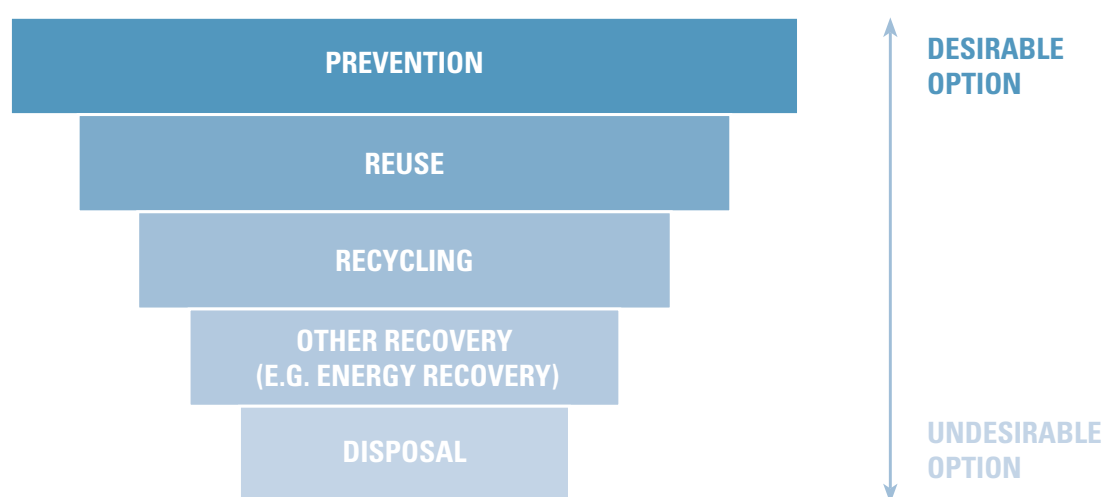 PREVENTION
REUSE
RECYCLING
OTHER RECOVERY
(E.G. ENERGY RECOVERY)
DISPOSAL
DESIRABLE
OPTION
UNDESIRABLE
OPTION